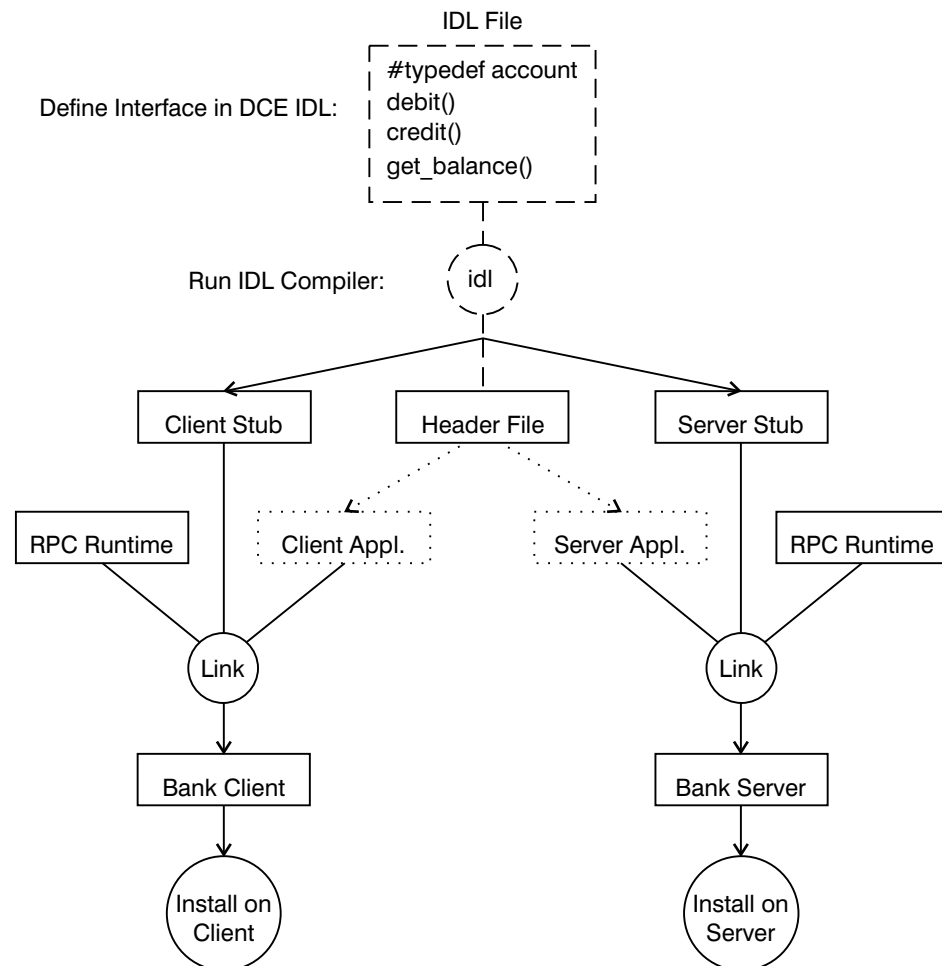 IDL File
#typedef account
Define Interface in DCE IDL:
debit()
credit()
get_balance()
Run IDL Compiler:
idl
Client Stub
Header File
Server Stub
RPC Runtime
Client Appl.
Server Appl.
RPC Runtime
Link
Link
Bank Client
Bank Server
Install on
Client
Install on
Server